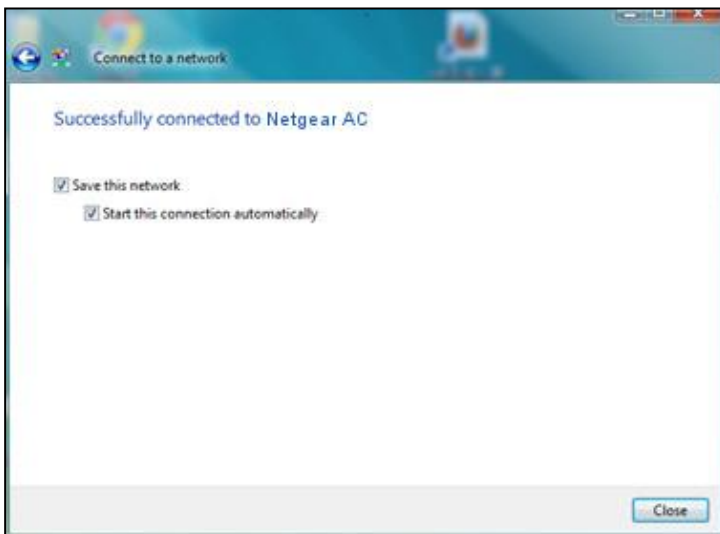 Connect to a network
Successfully connected to Netgear AC
Save this network
Start this connection automatically
Close